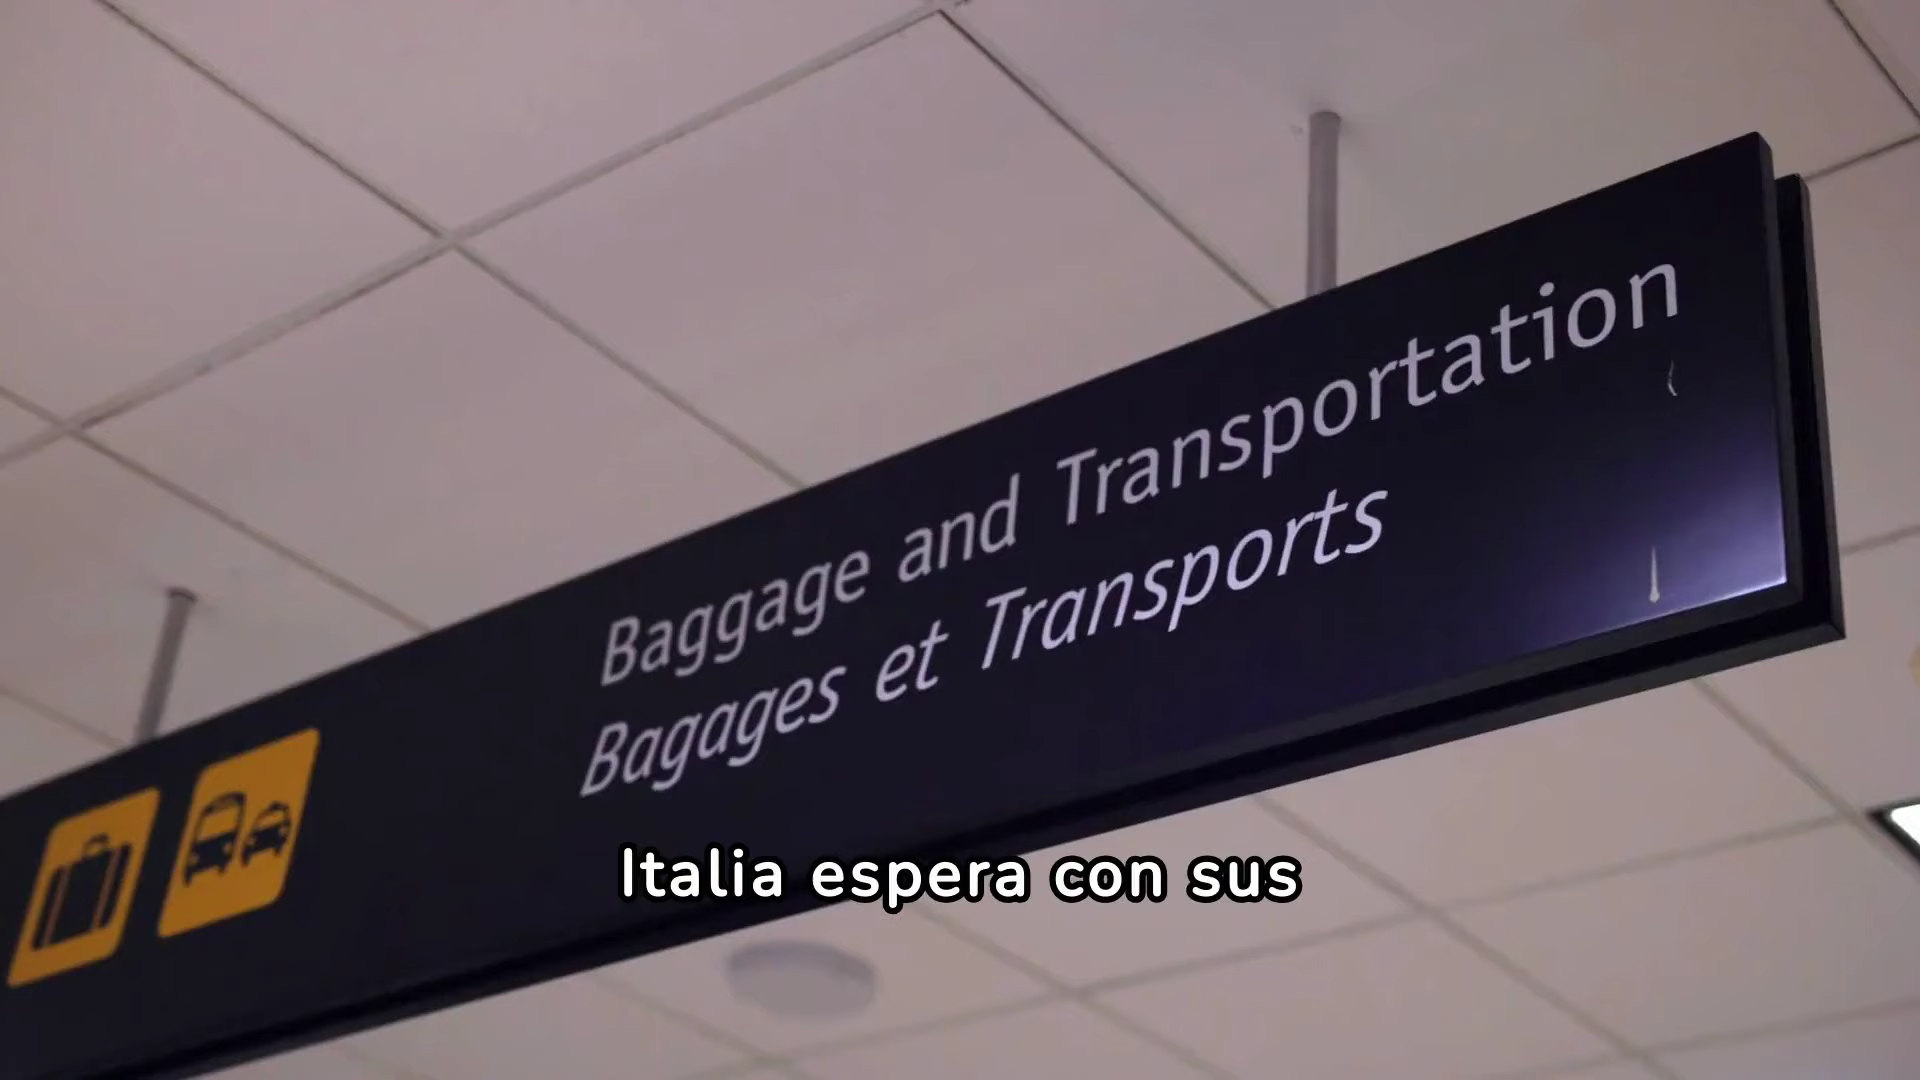 Baggage and Transportation
Bagages et Transports
Italia espera con sus